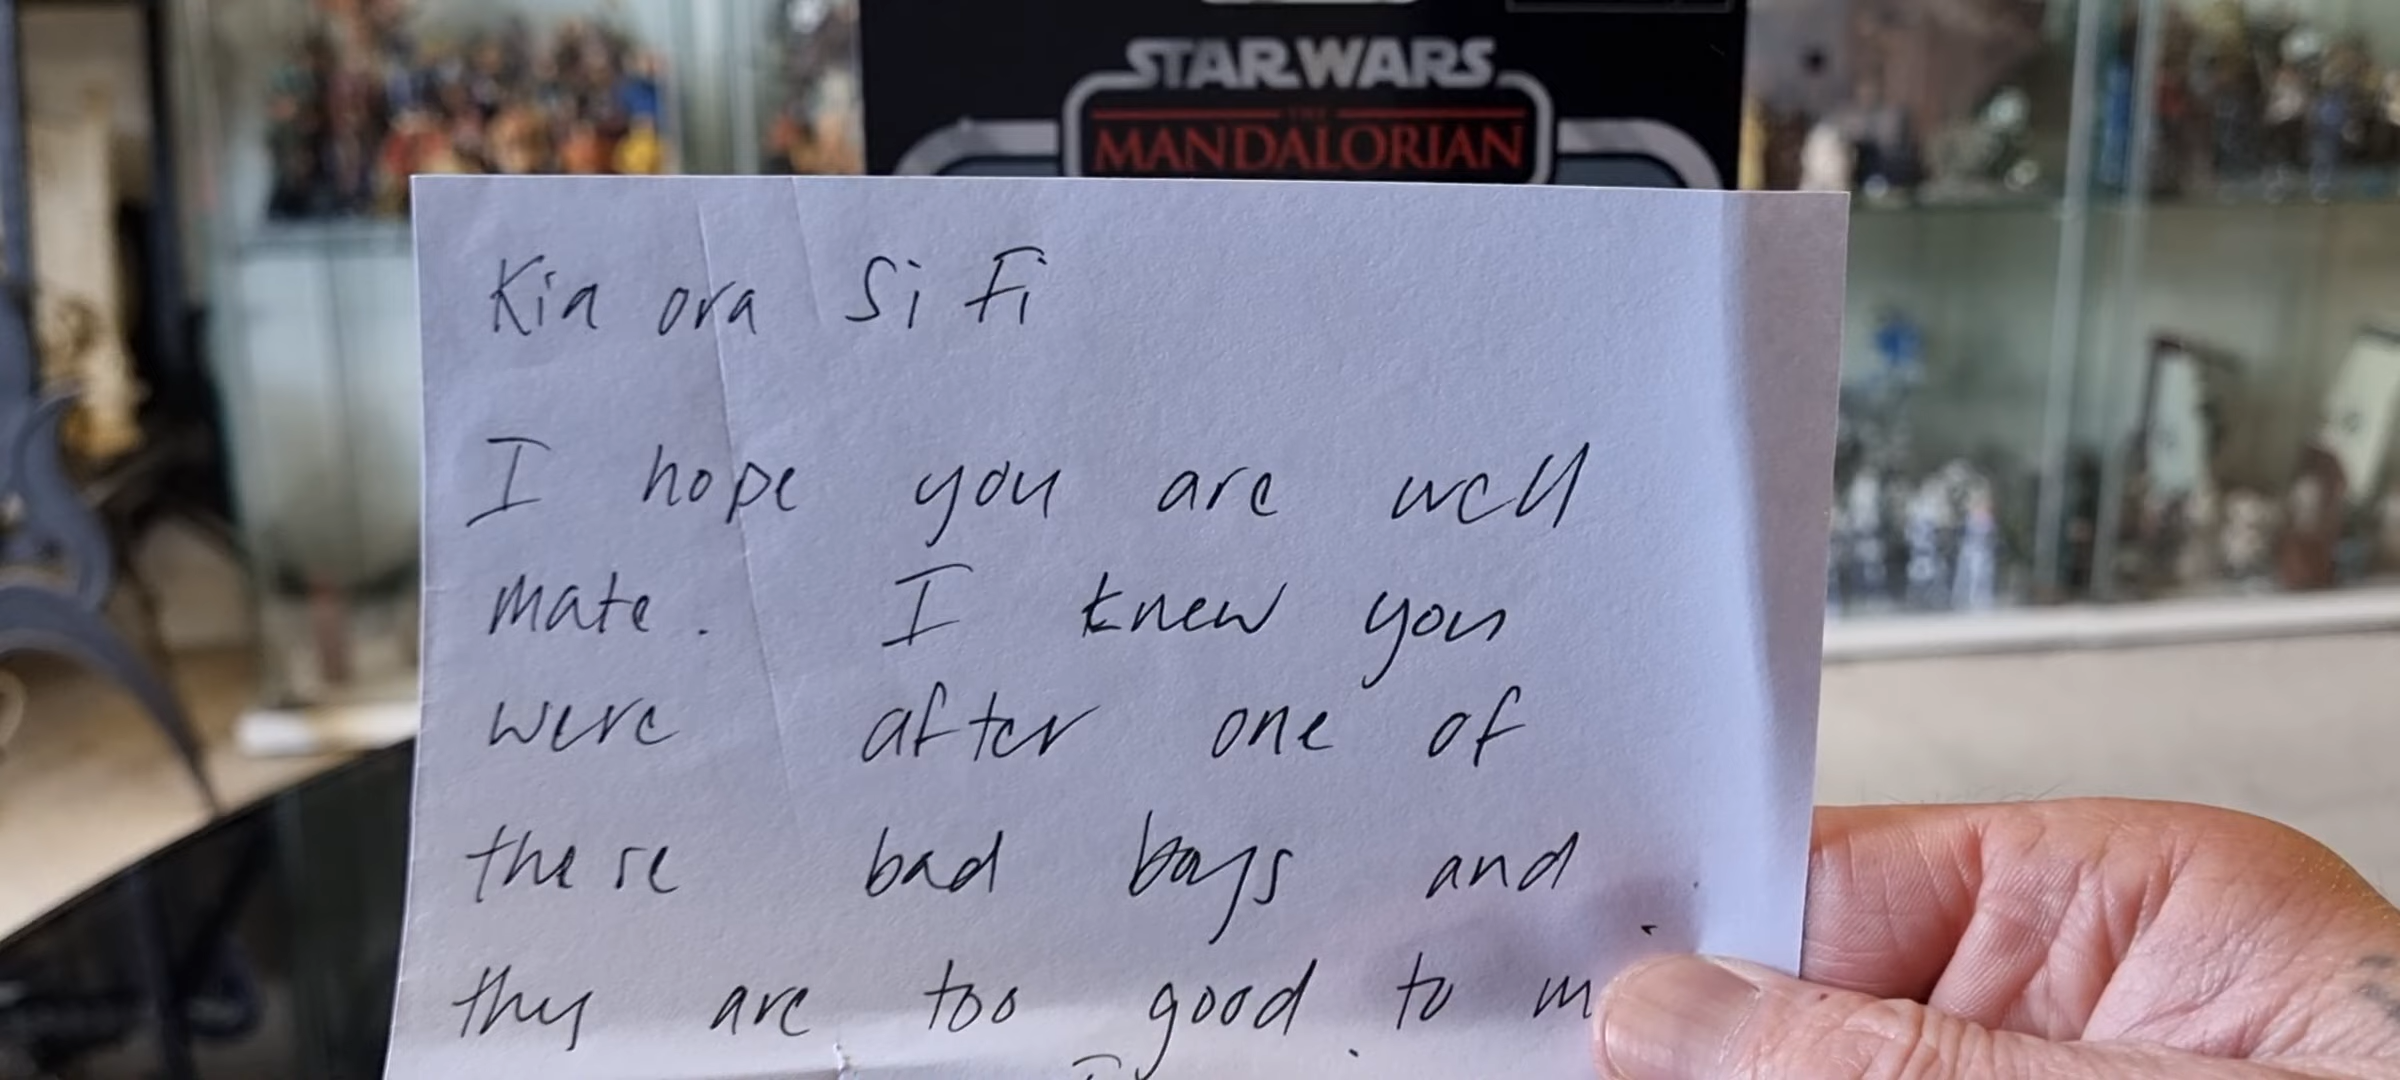 STAR WARS
THE
MANDALORIAN
Kia ora Si Fi
I hope you are well
mate. I knew you
were after one of
these bad boys and
they are too good to